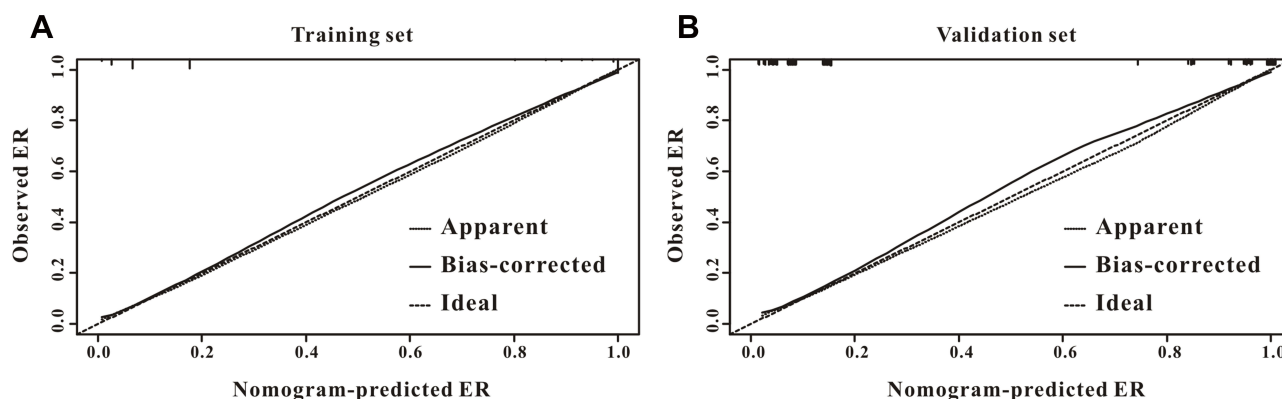 A
Training set
Observed ER
1.0
0.8
0.6
0.4
0.2
0.0
Apparent
Bias-corrected
Ideal
0.0 0.2 0.4 0.6 0.8 1.0
Nomogram-predicted ER
B
Validation set
Observed ER
1.0
0.8
0.6
0.4
0.2
0.0
Apparent
Bias-corrected
Ideal
0.0 0.2 0.4 0.6 0.8 1.0
Nomogram-predicted ER